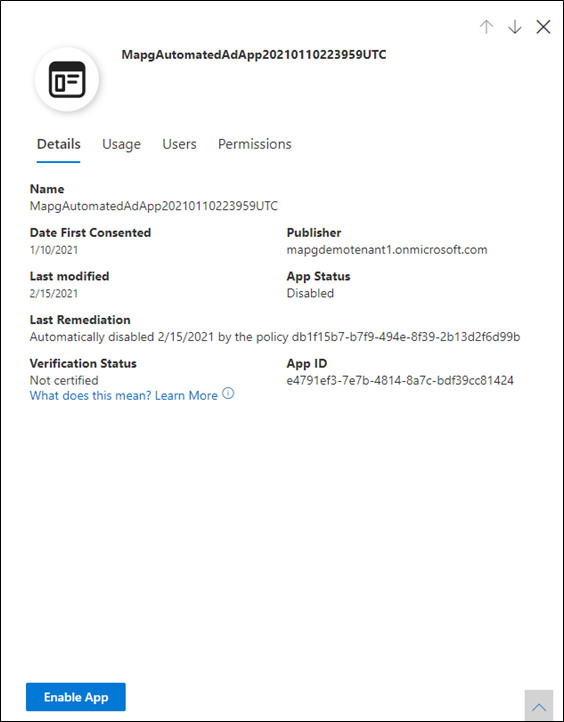 MapgAutomatedAdApp20210110223959UTC
Details Usage Users Permissions
Name
MapgAutomatedAdApp20210110223959UTC
Date First Consented Publisher
1/10/2021 mapgdemotenant1.onmicrosoft.com
Last modified App Status
2/15/2021 Disabled
Last Remediation
Automatically disabled 2/15/2021 by the policy db1f15b7-b7f9-494e-8f39-2b13d2f6d99b
Verification Status App ID
Not certified e4791ef3-7e7b-4814-8a7c-bdf39cc81424
What does this mean? Learn More
Enable App